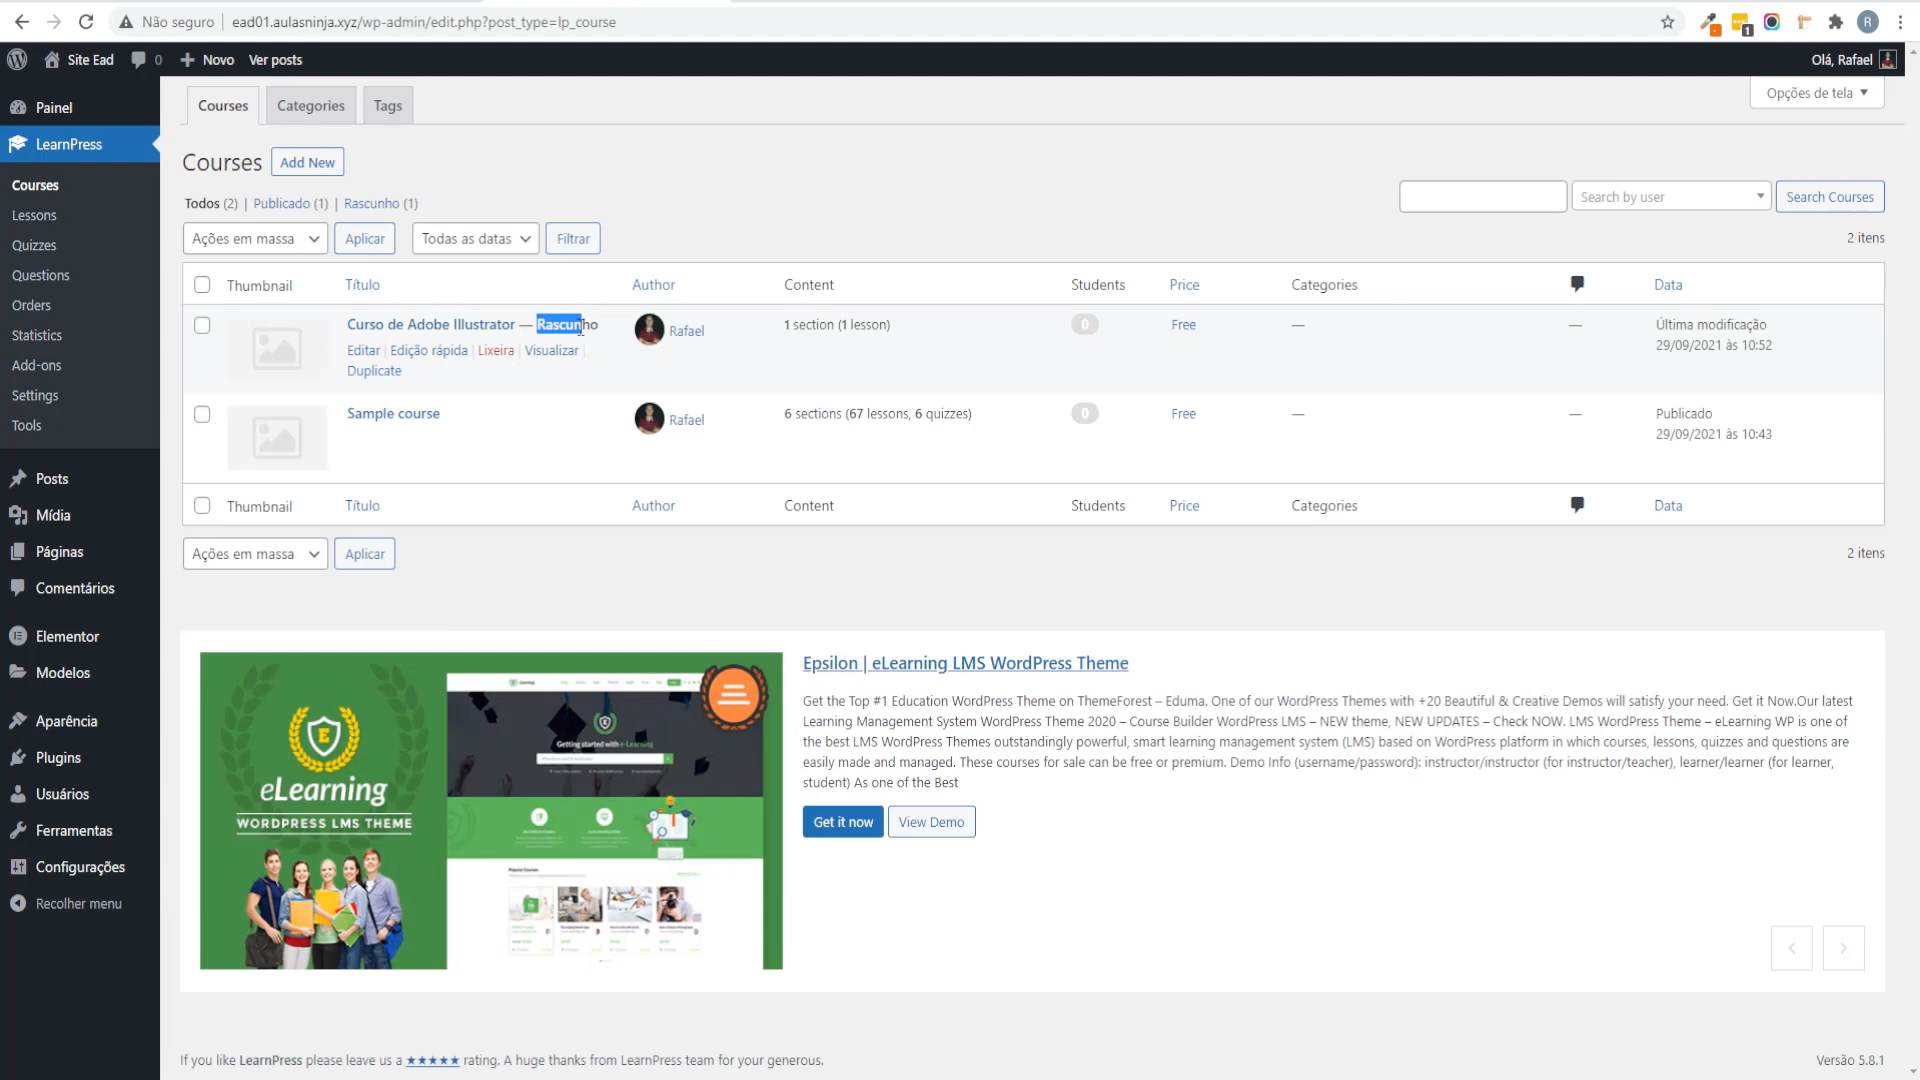 Não seguro
ead01.aulasninja.xyz/wp-admin/edit.php?post_type=lp_course
1
R
Site Ead
0
Novo
Ver posts
Olá, Rafael
Painel
LearnPress
Courses
Lessons
Quizzes
Questions
Orders
Statistics
Add-ons
Settings
Tools
Posts
Mídia
Páginas
Comentários
Elementor
Modelos
Aparência
Plugins
Usuários
Ferramentas
Configurações
Recolher menu
Courses
Categories
Tags
Opções de tela
Courses
Add New
Todos (2) | Publicado (1) | Rascunho (1)
Search by user
Search Courses
Ações em massa
Aplicar
Todas as datas
Filtrar
2 itens
Thumbnail Título Author Content Students Price Categories Data
Curso de Adobe Illustrator — Rascunho
Editar | Edição rápida | Lixeira | Visualizar |
Duplicate
Rafael
1 section (1 lesson)
0
Free
—
—
Última modificação
29/09/2021 às 10:52
Sample course
Rafael
6 sections (67 lessons, 6 quizzes)
0
Free
—
—
Publicado
29/09/2021 às 10:43
Thumbnail Título Author Content Students Price Categories Data
Ações em massa
Aplicar
2 itens
eLearning
WORDPRESS LMS THEME
Getting started with e-Learning
Epsilon | eLearning LMS WordPress Theme
Get the Top #1 Education WordPress Theme on ThemeForest – Eduma. One of our WordPress Themes with +20 Beautiful & Creative Demos will satisfy your need. Get it Now.Our latest
Learning Management System WordPress Theme 2020 – Course Builder WordPress LMS – NEW theme, NEW UPDATES – Check NOW. LMS WordPress Theme – eLearning WP is one of
the best LMS WordPress Themes outstandingly powerful, smart learning management system (LMS) based on WordPress platform in which courses, lessons, quizzes and questions are
easily made and managed. These courses for sale can be free or premium. Demo Info (username/password): instructor/instructor (for instructor/teacher), learner/learner (for learner,
student) As one of the Best
Get it now
View Demo
If you like LearnPress please leave us a ★★★★★ rating. A huge thanks from LearnPress team for your generous.
Versão 5.8.1